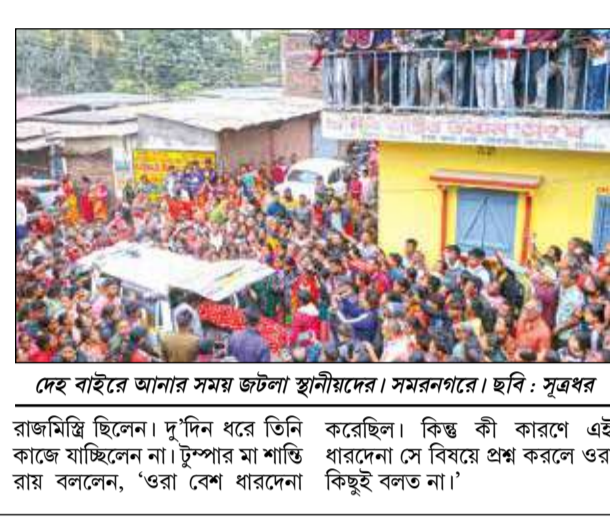 দেহ বাইরে আনার সময় জটলা স্থানীয়দের। সমরনগরে। ছবি : সূত্রধর
রাজমিস্ত্রি ছিলেন। দু’দিন ধরে তিনি
কাজে যাচ্ছিলেন না। টুম্পার মা শান্তি
রায় বললেন, ‘ওরা বেশ ধারদেনা
করেছিল। কিন্তু কী কারণে এই
ধারদেনা সে বিষয়ে প্রশ্ন করলে ওর
কিছুই বলত না।’